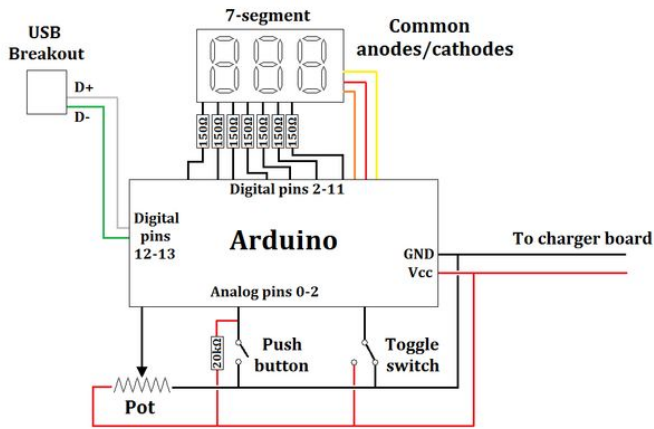 7-segment
USB
Breakout
Common
anodes/cathodes
D+
D-
150Ω
150Ω
150Ω
150Ω
150Ω
150Ω
150Ω
Digital pins 2-11
Digital
pins
12-13
Arduino
To charger board
GND
Vcc
Analog pins 0-2
20kΩ
Push
button
Toggle
switch
Pot